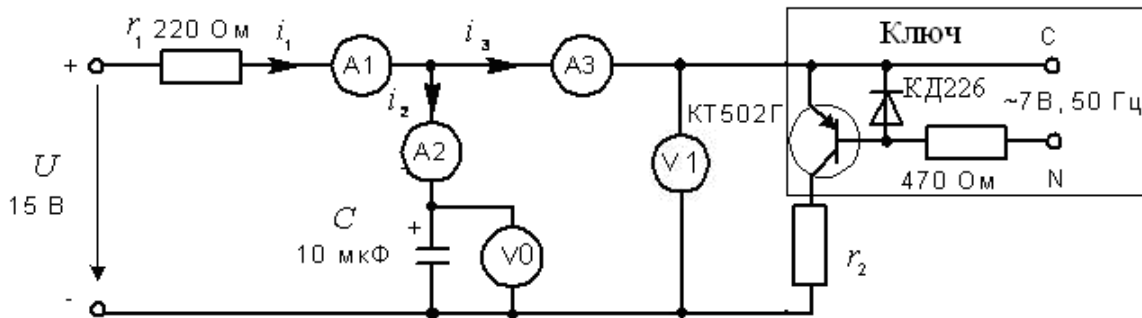 r₁ 220 Ом
i₁
A1
i₃
A3
Ключ
C
+
i₂
КТ502Г
КД226
~7В, 50 Гц
A2
V1
U
15 В
C
+
10 мкФ
V0
470 Ом
N
r₂
-